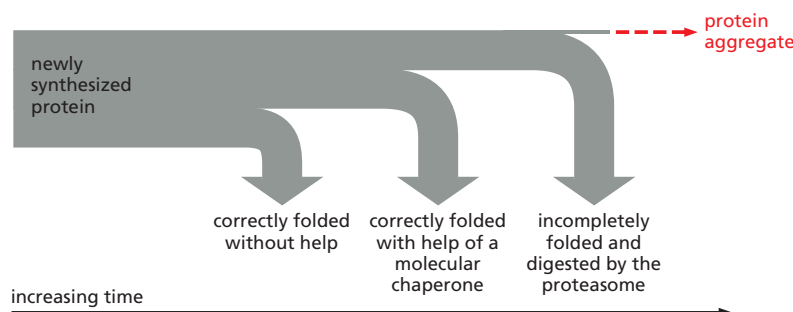 protein
aggregate
newly
synthesized
protein
correctly folded
without help
correctly folded
with help of a
molecular
chaperone
incompletely
folded and
digested by the
proteasome
increasing time